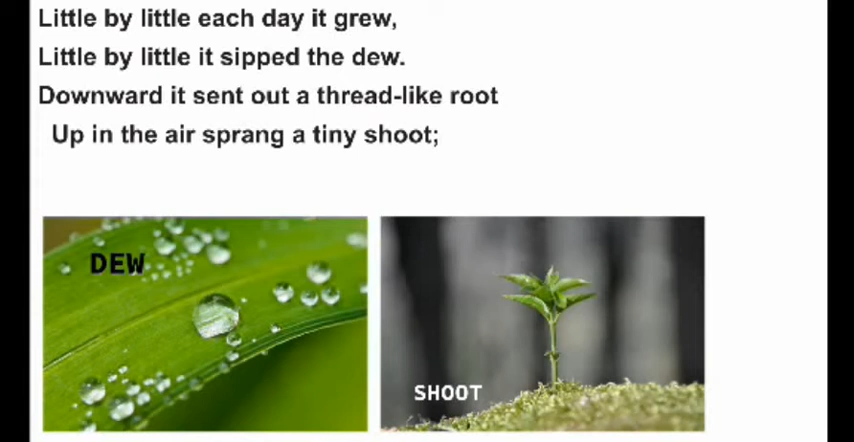 Little by little each day it grew,
Little by little it sipped the dew.
Downward it sent out a thread-like root
Up in the air sprang a tiny shoot;
DEW
SHOOT